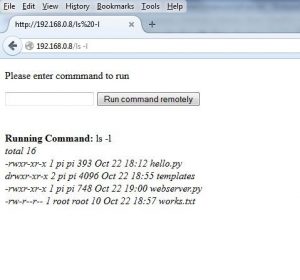 File Edit View History Bookmarks Tools Help
http://192.168.0.8/ls%20-l
192.168.0.8/ls -l
Please enter commmand to run
Run command remotely
Running Command: ls -l
total 16
-rwxr-xr-x 1 pi pi 393 Oct 22 18:12 hello.py
drwxr-xr-x 2 pi pi 4096 Oct 22 18:55 templates
-rwxr-xr-x 1 pi pi 748 Oct 22 19:00 webserver.py
-rw-r--r-- 1 root root 10 Oct 22 18:57 works.txt